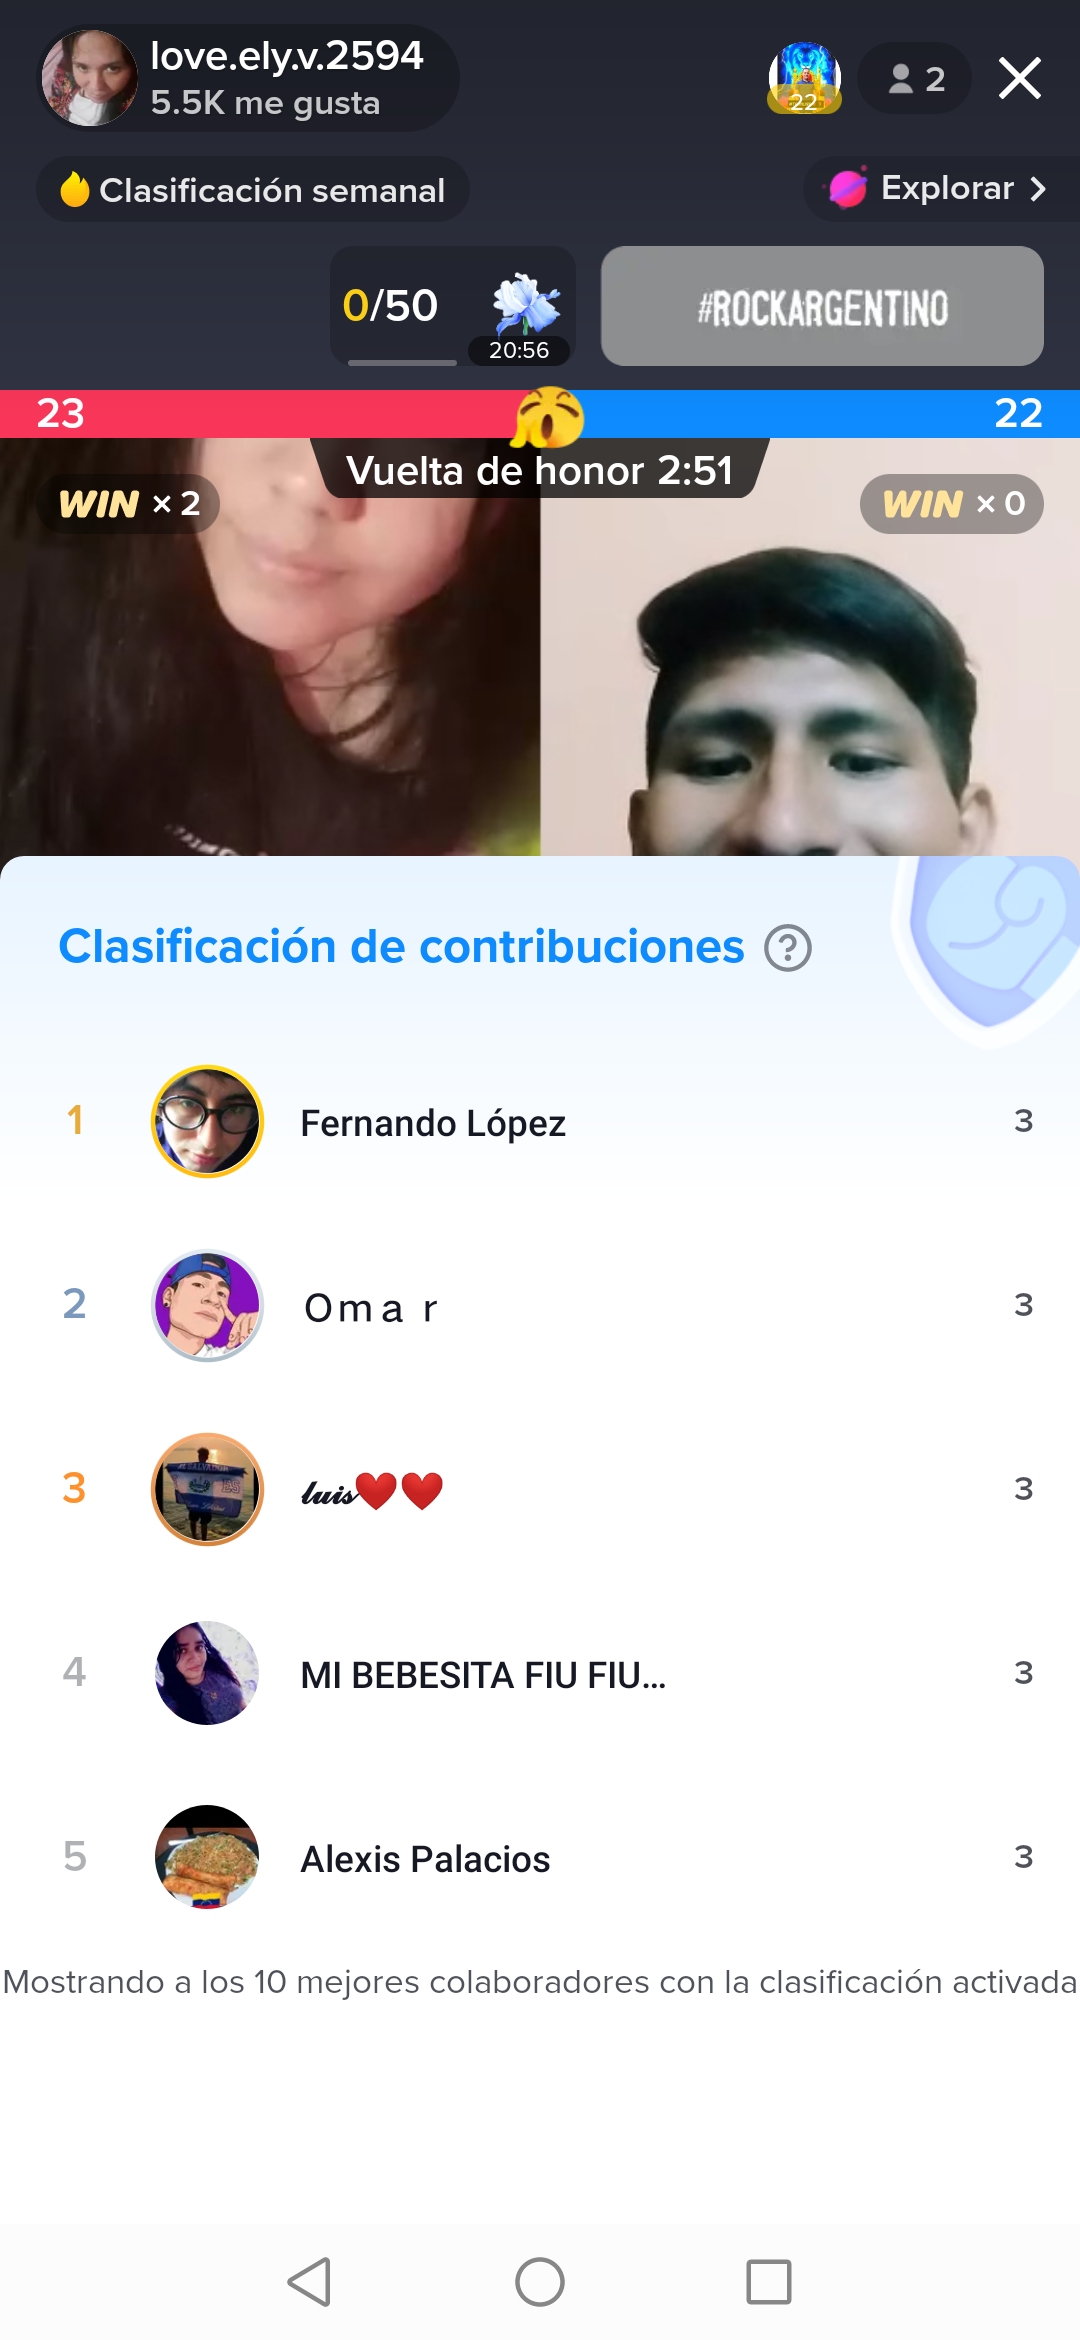 love.ely.v.2594
5.5K me gusta
22
2
Clasificación semanal
Explorar
0/50
20:56
#ROCKARGENTINO
23
22
Vuelta de honor 2:51
WIN × 2
WIN × 0
Clasificación de contribuciones
1
Fernando López
3
2
Omar
3
3
luis❤️❤️
3
4
MI BEBESITA FIU FIU...
3
5
Alexis Palacios
3
Mostrando a los 10 mejores colaboradores con la clasificación activada